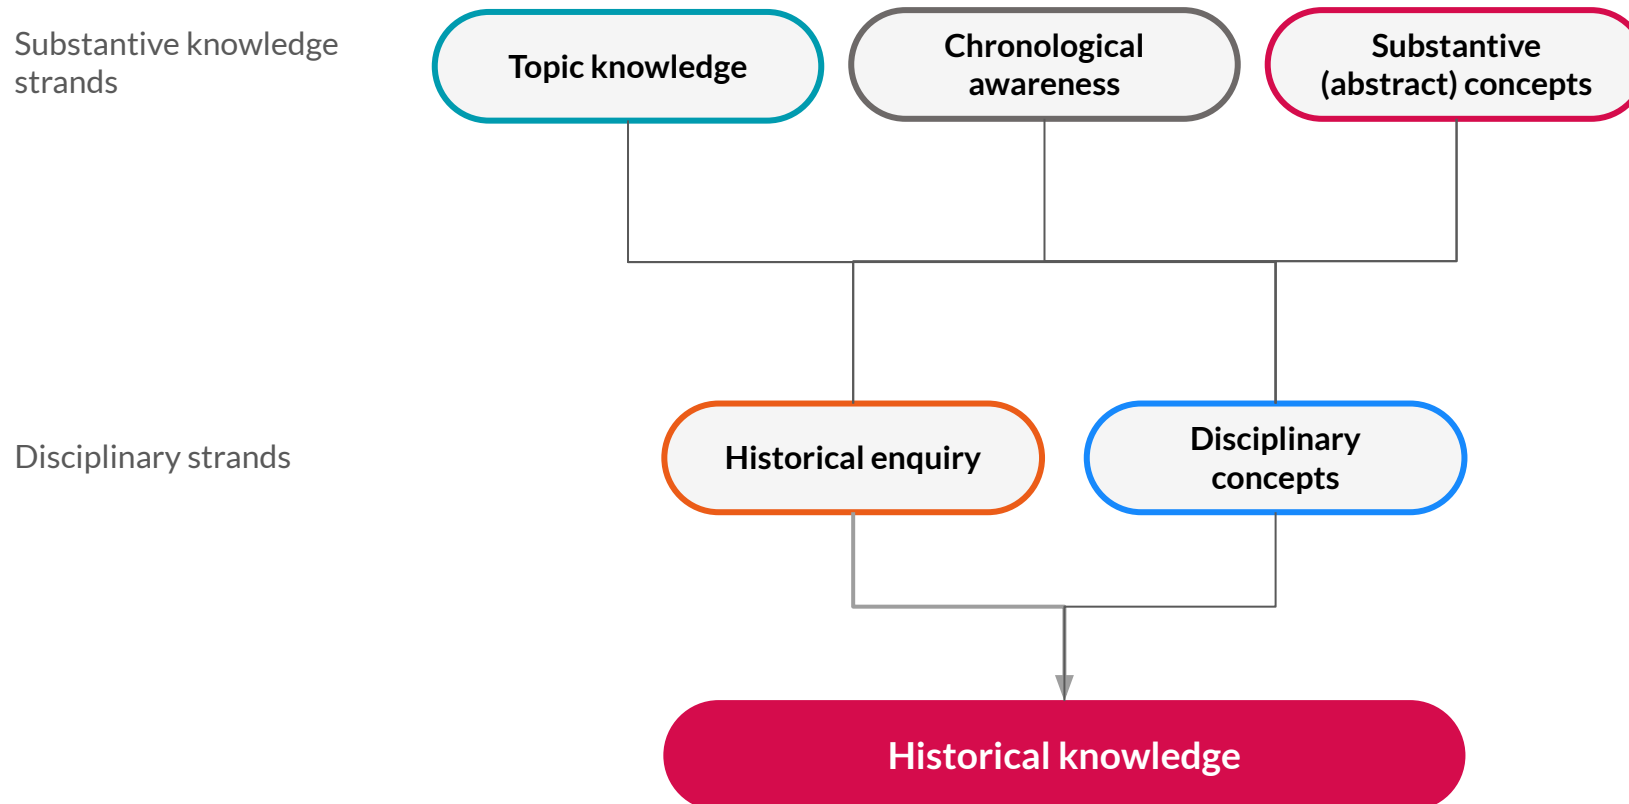 Substantive knowledge
strands
Topic knowledge
Chronological
awareness
Substantive
(abstract) concepts
Disciplinary strands
Historical enquiry
Disciplinary
concepts
Historical knowledge